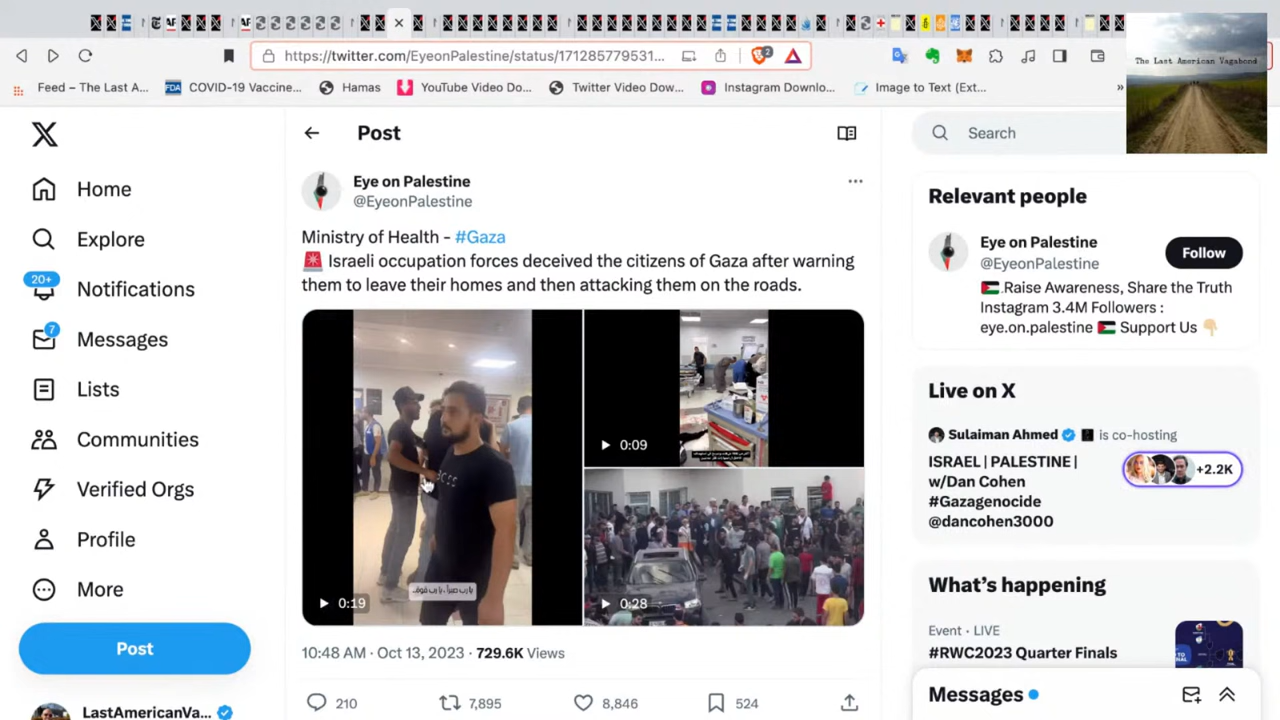 https://twitter.com/EyeonPalestine/status/171285779531...
2
Feed – The Last A...
FDA
COVID-19 Vaccine...
Hamas
YouTube Video Do...
Twitter Video Dow...
Instagram Downlo...
Image to Text (Ext...
»
The Last American Vagabond
X
Home
Explore
20+
Notifications
7
Messages
Lists
Communities
Verified Orgs
Profile
More
Post
LastAmericanVa...
Post
Eye on Palestine
@EyeonPalestine
Ministry of Health - #Gaza
Israeli occupation forces deceived the citizens of Gaza after warning
them to leave their homes and then attacking them on the roads.
0:19
0:09
0:28
10:48 AM · Oct 13, 2023 · 729.6K Views
210
7,895
8,846
524
Search
Relevant people
Eye on Palestine
@EyeonPalestine
Follow
.Raise Awareness, Share the Truth
Instagram 3.4M Followers :
eye.on.palestine 🇵🇸 Support Us 👇
Live on X
Sulaiman Ahmed is co-hosting
ISRAEL | PALESTINE |
w/Dan Cohen
#Gazagenocide
@dancohen3000
+2.2K
What's happening
Event · LIVE
#RWC2023 Quarter Finals
Messages